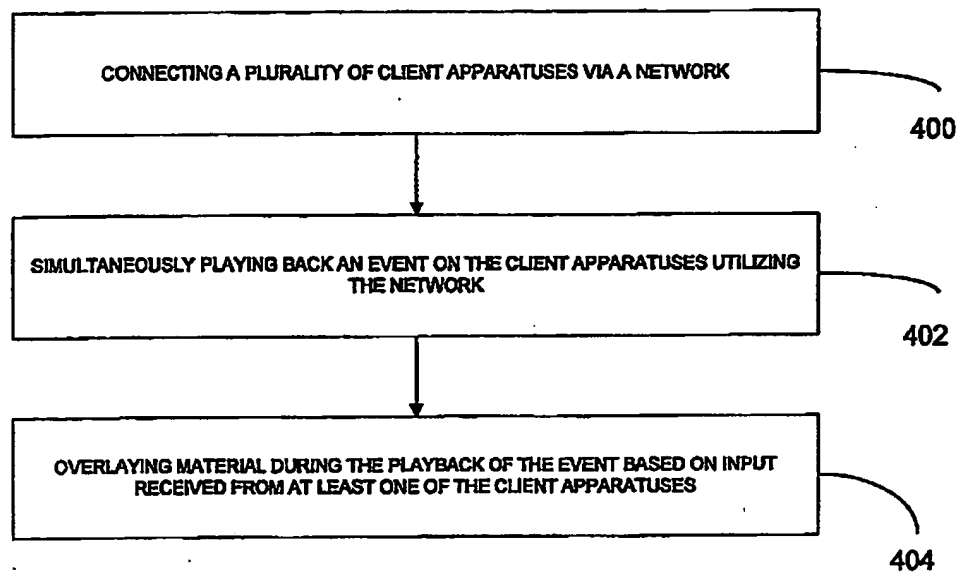 CONNECTING A PLURALITY OF CLIENT APPARATUSES VIA A NETWORK
400
SIMULTANEOUSLY PLAYING BACK AN EVENT ON THE CLIENT APPARATUSES UTILIZING
THE NETWORK
402
OVERLAYING MATERIAL DURING THE PLAYBACK OF THE EVENT BASED ON INPUT
RECEIVED FROM AT LEAST ONE OF THE CLIENT APPARATUSES
404